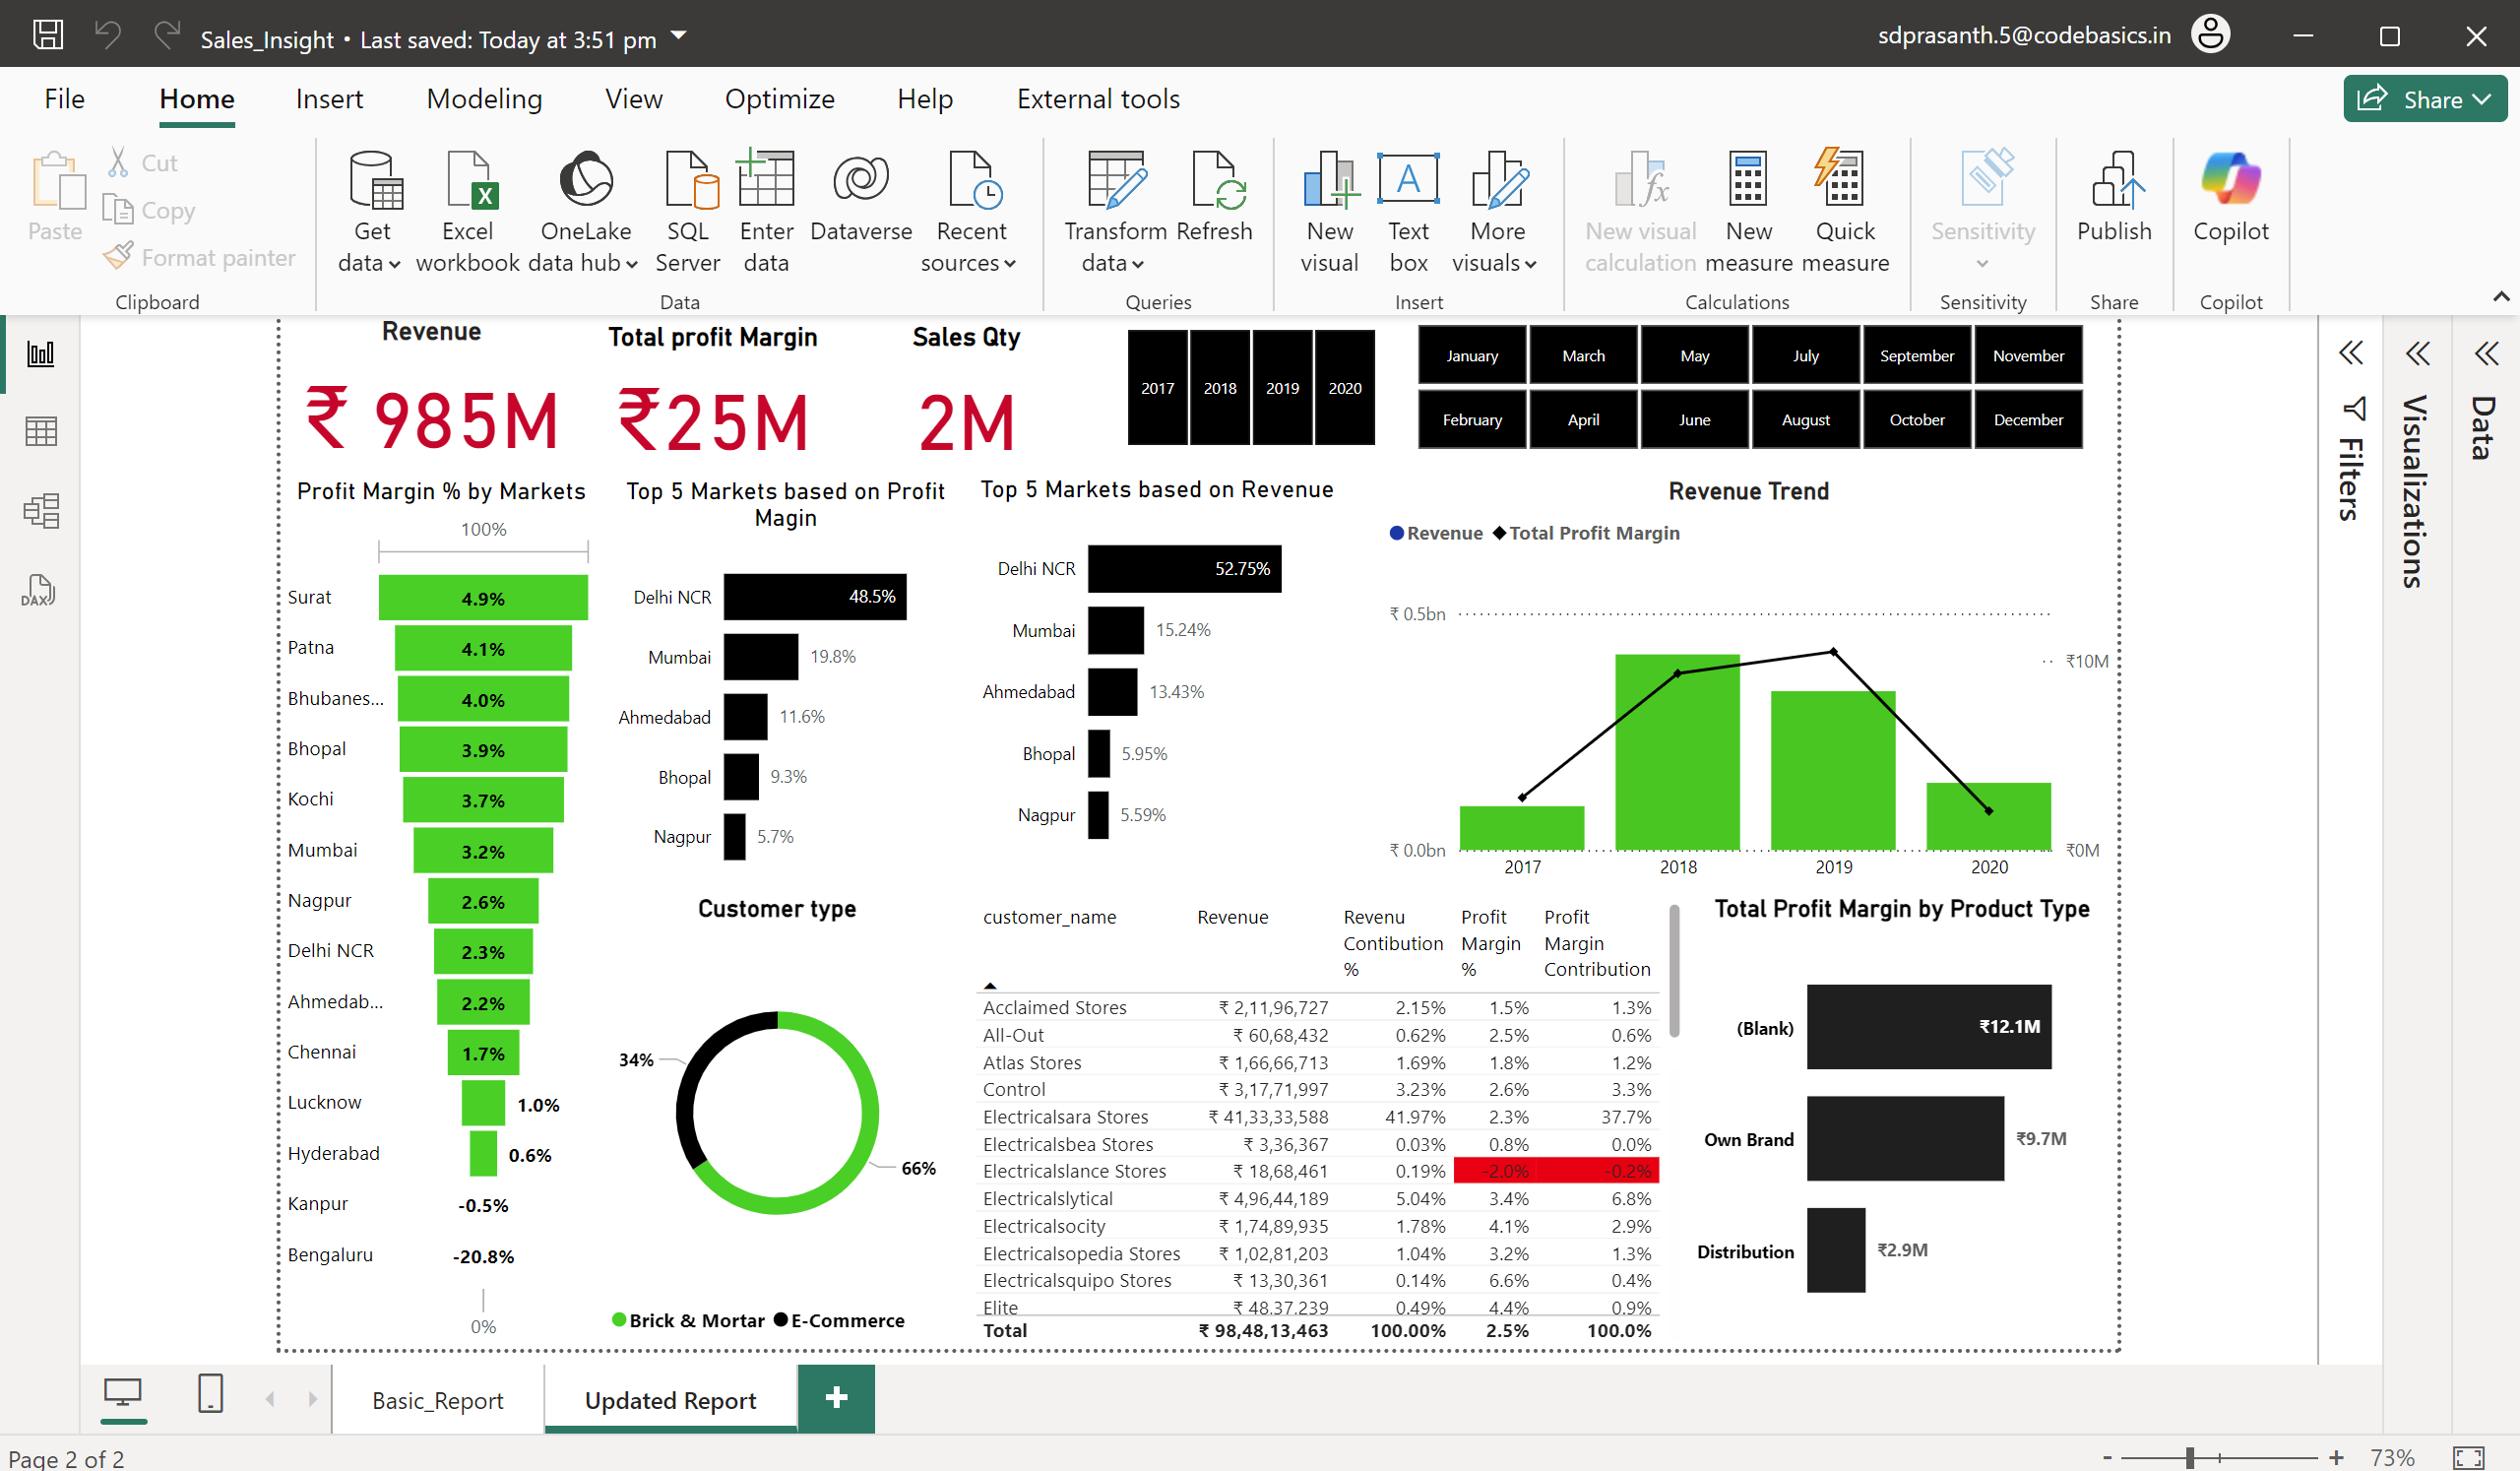 Sales_Insight • Last saved: Today at 3:51 pm
sdprasanth.5@codebasics.in
File Home Insert Modeling View Optimize Help External tools
Share
Paste
Cut
Copy
Format painter
Clipboard
Get data
Excel workbook
OneLake data hub
SQL Server
Enter data
Dataverse
Recent sources
Data
Transform data
Refresh
Queries
New visual
Text box
More visuals
Insert
New visual calculation
New measure
Quick measure
Calculations
Sensitivity
Sensitivity
Publish
Share
Copilot
Copilot
DAX
Revenue
₹ 985M
Total profit Margin
₹25M
Sales Qty
2M
2017 2018 2019 2020
January March May July September November
February April June August October December
Profit Margin % by Markets
100%
Surat 4.9%
Patna 4.1%
Bhubanes... 4.0%
Bhopal 3.9%
Kochi 3.7%
Mumbai 3.2%
Nagpur 2.6%
Delhi NCR 2.3%
Ahmedab... 2.2%
Chennai 1.7%
Lucknow 1.0%
Hyderabad 0.6%
Kanpur -0.5%
Bengaluru -20.8%
0%
Top 5 Markets based on Profit
Magin
Delhi NCR 48.5%
Mumbai 19.8%
Ahmedabad 11.6%
Bhopal 9.3%
Nagpur 5.7%
Top 5 Markets based on Revenue
Delhi NCR 52.75%
Mumbai 15.24%
Ahmedabad 13.43%
Bhopal 5.95%
Nagpur 5.59%
Revenue Trend
Revenue Total Profit Margin
₹ 0.5bn
₹10M
₹ 0.0bn
₹0M
2017 2018 2019 2020
Customer type
34%
66%
Brick & Mortar E-Commerce
customer_name Revenue Revenu Profit Profit
Contibution Margin Margin
% % Contribution
Acclaimed Stores ₹ 2,11,96,727 2.15% 1.5% 1.3%
All-Out ₹ 60,68,432 0.62% 2.5% 0.6%
Atlas Stores ₹ 1,66,66,713 1.69% 1.8% 1.2%
Control ₹ 3,17,71,997 3.23% 2.6% 3.3%
Electricalsara Stores ₹ 41,33,33,588 41.97% 2.3% 37.7%
Electricalsbea Stores ₹ 3,36,367 0.03% 0.8% 0.0%
Electricalslance Stores ₹ 18,68,461 0.19% -2.0% -0.2%
Electricalslytical ₹ 4,96,44,189 5.04% 3.4% 6.8%
Electricalsocity ₹ 1,74,89,935 1.78% 4.1% 2.9%
Electricalsopedia Stores ₹ 1,02,81,203 1.04% 3.2% 1.3%
Electricalsquipo Stores ₹ 13,30,361 0.14% 6.6% 0.4%
Elite ₹ 48,37,239 0.49% 4.4% 0.9%
Total ₹ 98,48,13,463 100.00% 2.5% 100.0%
Total Profit Margin by Product Type
(Blank) ₹12.1M
Own Brand ₹9.7M
Distribution ₹2.9M
Filters
Visualizations
Data
Basic_Report
Updated Report
+
Page 2 of 2
- + 73%